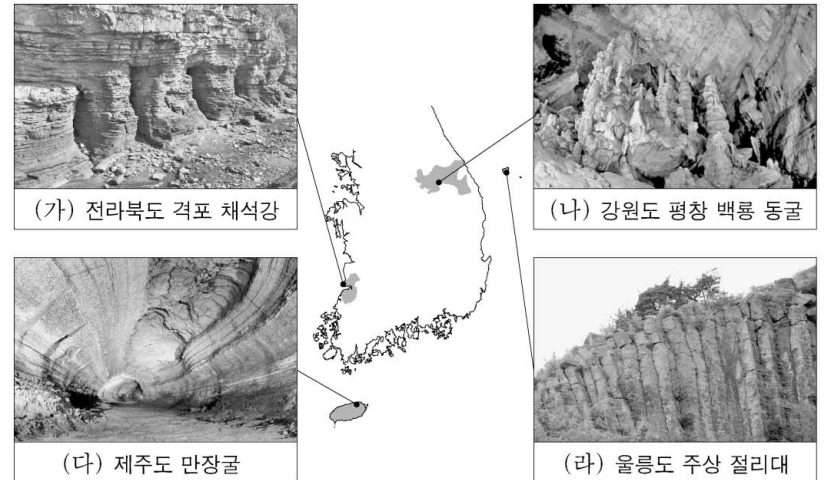 (가) 전라북도 격포 채석강
(나) 강원도 평창 백룡 동굴
(다) 제주도 만장굴
(라) 울릉도 주상 절리대